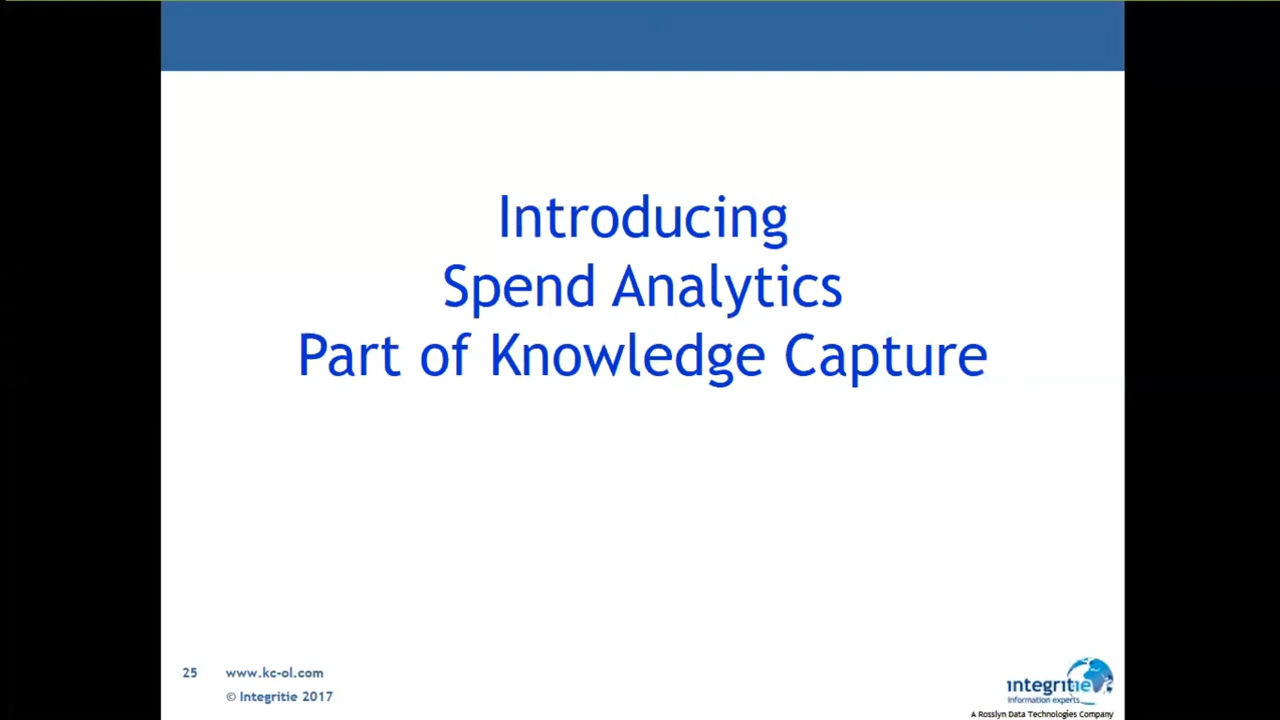 Introducing
Spend Analytics
Part of Knowledge Capture
25 www.kc-ol.com
© Integritie 2017
integritie
information experts
A Rosslyn Data Technologies Company